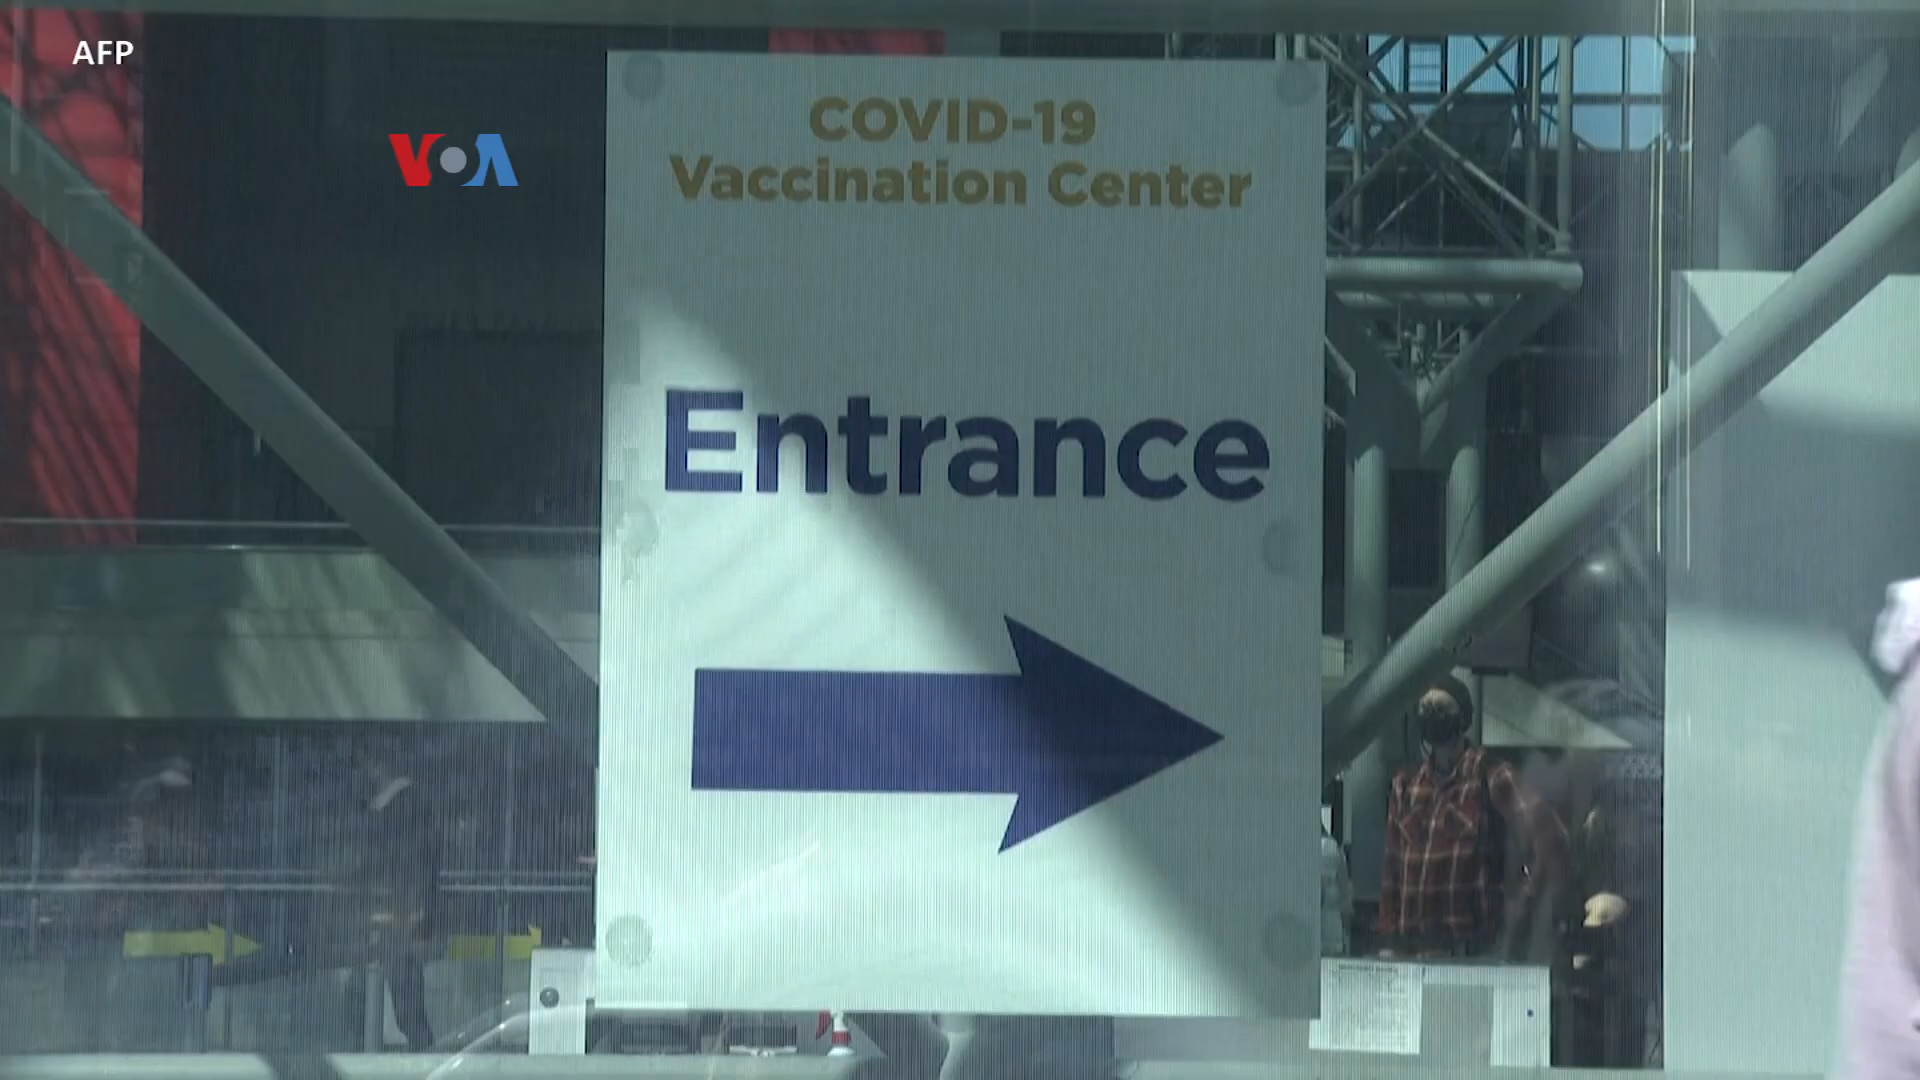 AFP
VOA
COVID-19
Vaccination Center
Entrance